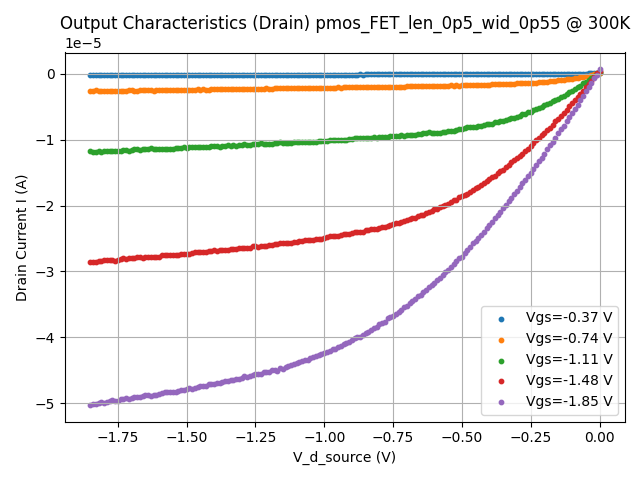 Output Characteristics (Drain) pmos_FET_len_0p5_wid_0p55 @ 300K
1e−5
0
−1
−2
−3
−4
−5
Drain Current I (A)
−1.75 −1.50 −1.25 −1.00 −0.75 −0.50 −0.25 0.00
V_d_source (V)
Vgs=-0.37 V
Vgs=-0.74 V
Vgs=-1.11 V
Vgs=-1.48 V
Vgs=-1.85 V